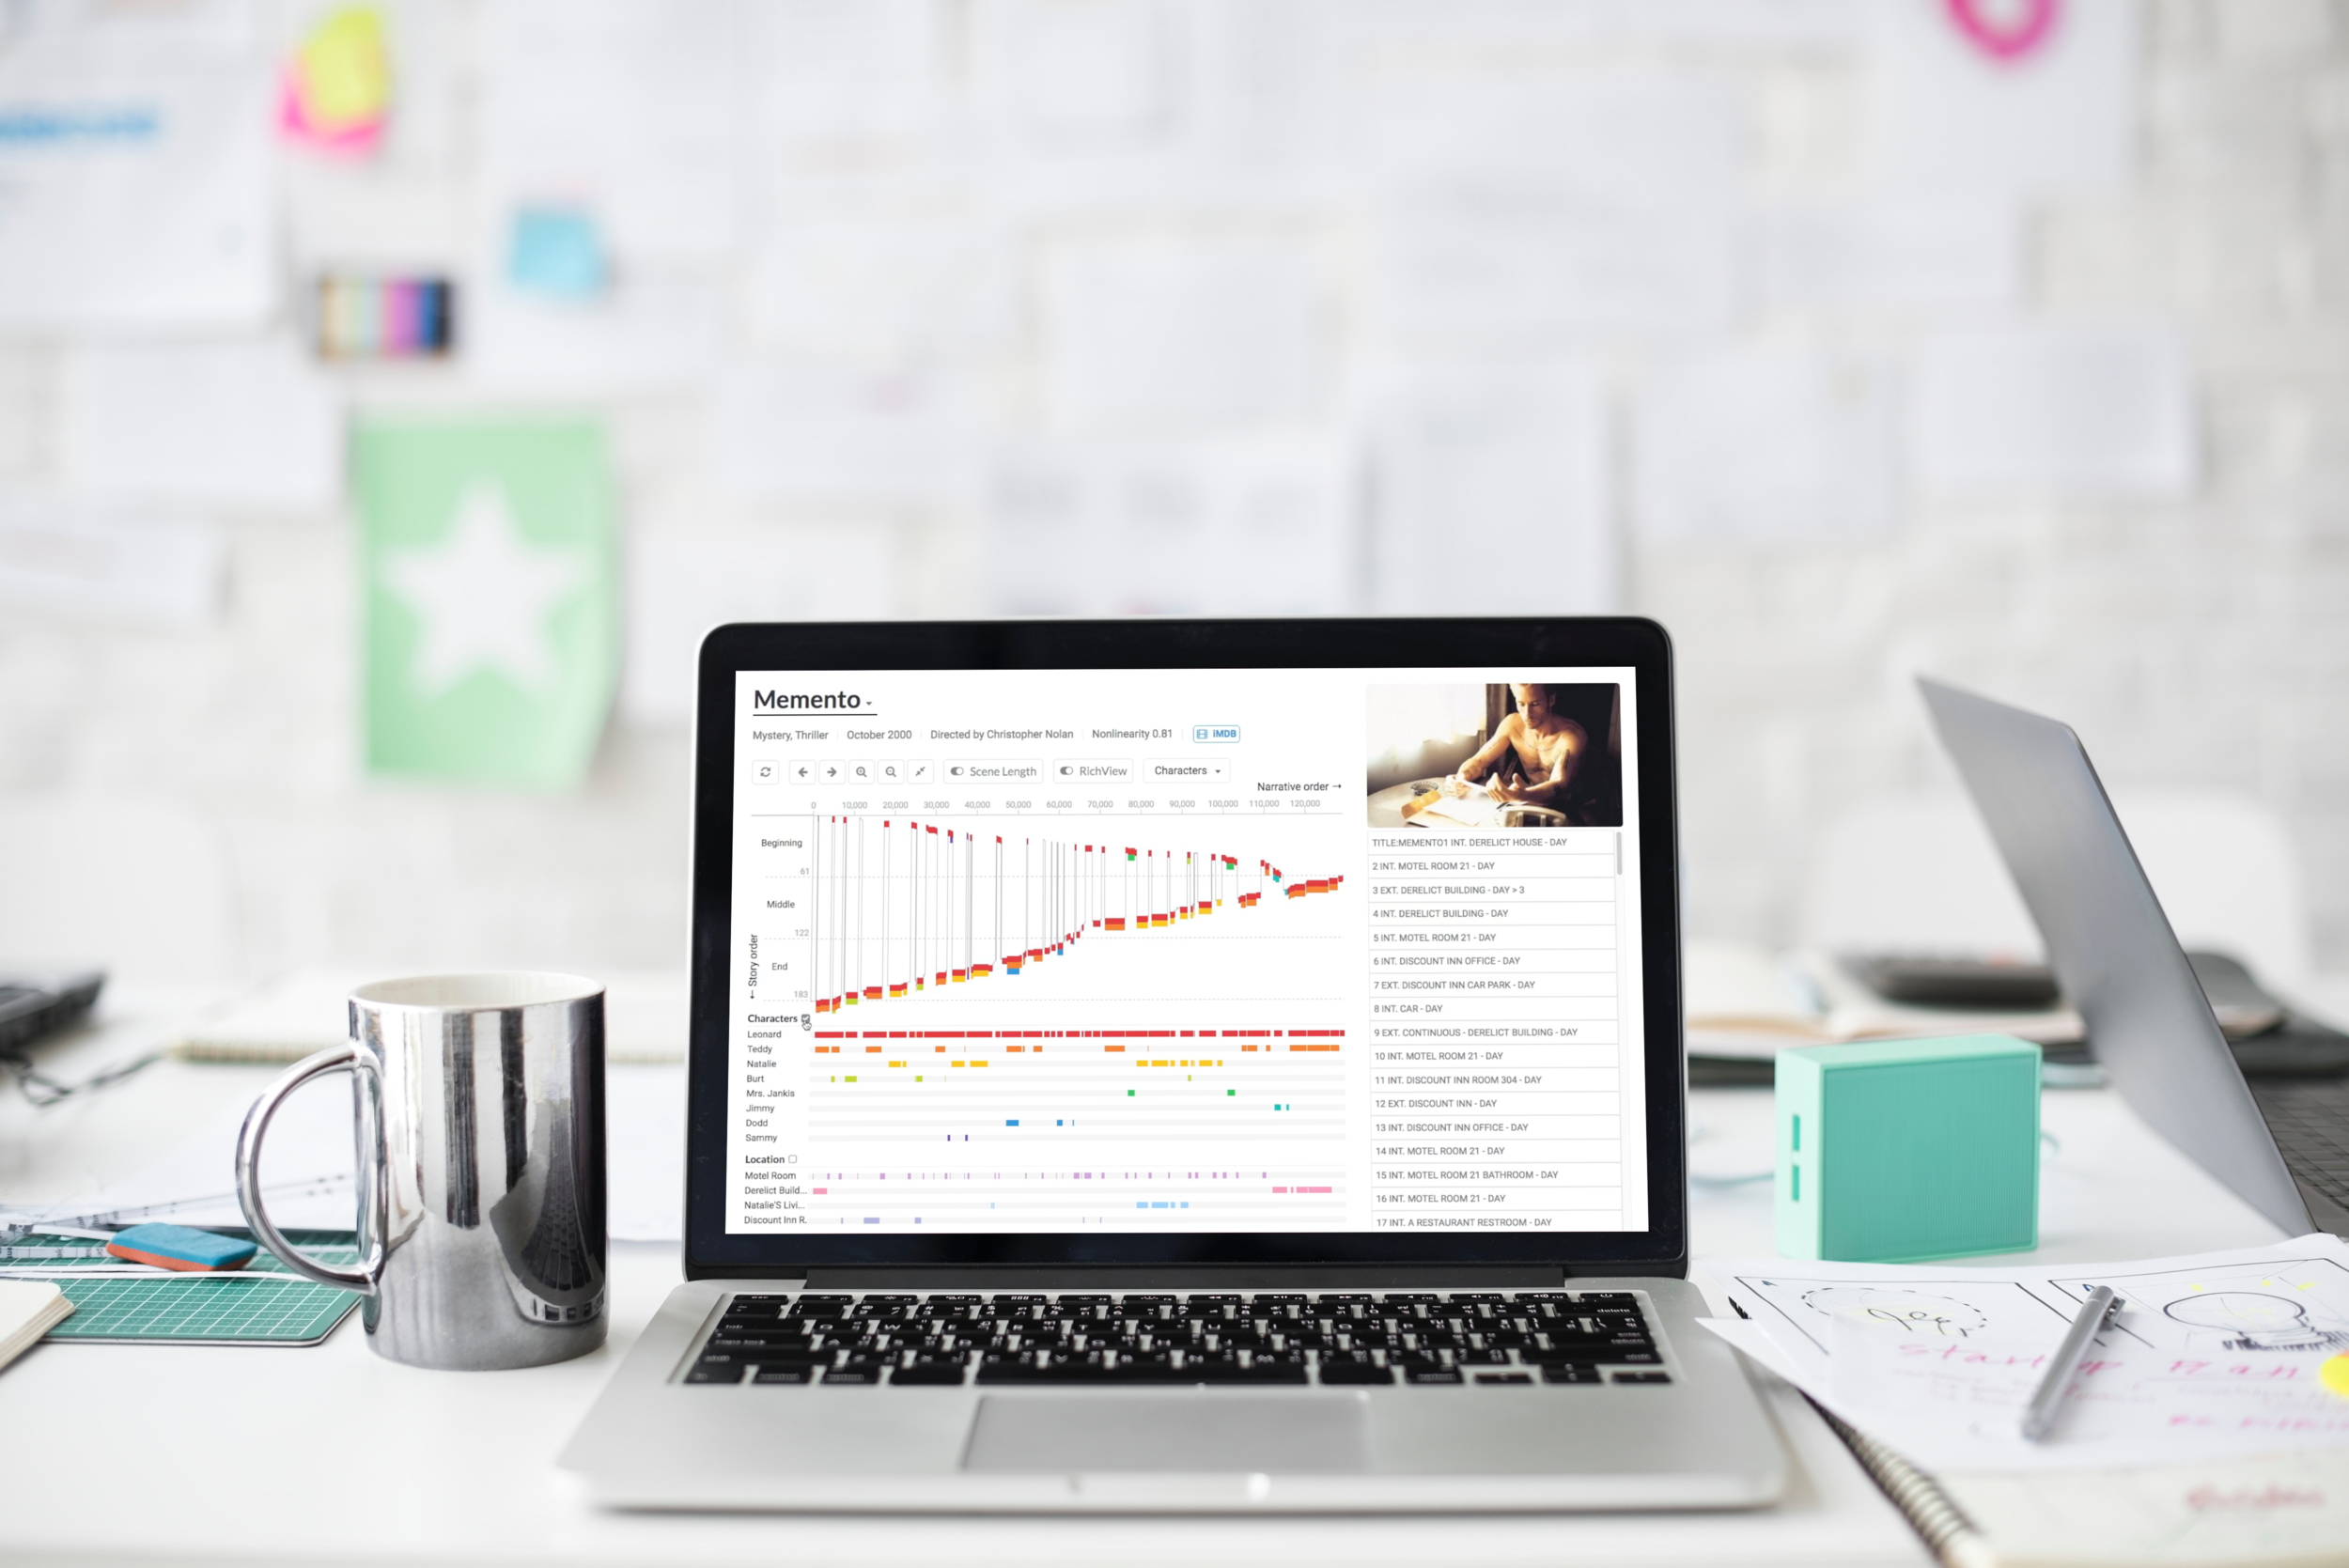 Memento
Mystery, Thriller October 2000 Directed by Christopher Nolan Nonlinearity 0.81 IMDB
Scene Length RichView Characters
Narrative order →
0 10,000 20,000 30,000 40,000 50,000 60,000 70,000 80,000 90,000 100,000 110,000 120,000
Beginning
61
Middle
122
End
183
← Story order
Characters
Leonard
Teddy
Natalie
Burt
Mrs. Jankis
Jimmy
Dodd
Sammy
Location
Motel Room
Derelict Build...
Natalie'S Livi...
Discount Inn R.
TITLE:MEMENTO1 INT. DERELICT HOUSE - DAY
2 INT. MOTEL ROOM 21 - DAY
3 EXT. DERELICT BUILDING - DAY > 3
4 INT. DERELICT BUILDING - DAY
5 INT. MOTEL ROOM 21 - DAY
6 INT. DISCOUNT INN OFFICE - DAY
7 EXT. DISCOUNT INN CAR PARK - DAY
8 INT. CAR - DAY
9 EXT. CONTINUOUS - DERELICT BUILDING - DAY
10 INT. MOTEL ROOM 21 - DAY
11 INT. DISCOUNT INN ROOM 304 - DAY
12 EXT. DISCOUNT INN - DAY
13 INT. DISCOUNT INN OFFICE - DAY
14 INT. MOTEL ROOM 21 - DAY
15 INT. MOTEL ROOM 21 BATHROOM - DAY
16 INT. MOTEL ROOM 21 - DAY
17 INT. A RESTAURANT RESTROOM - DAY
delete
startup Plan